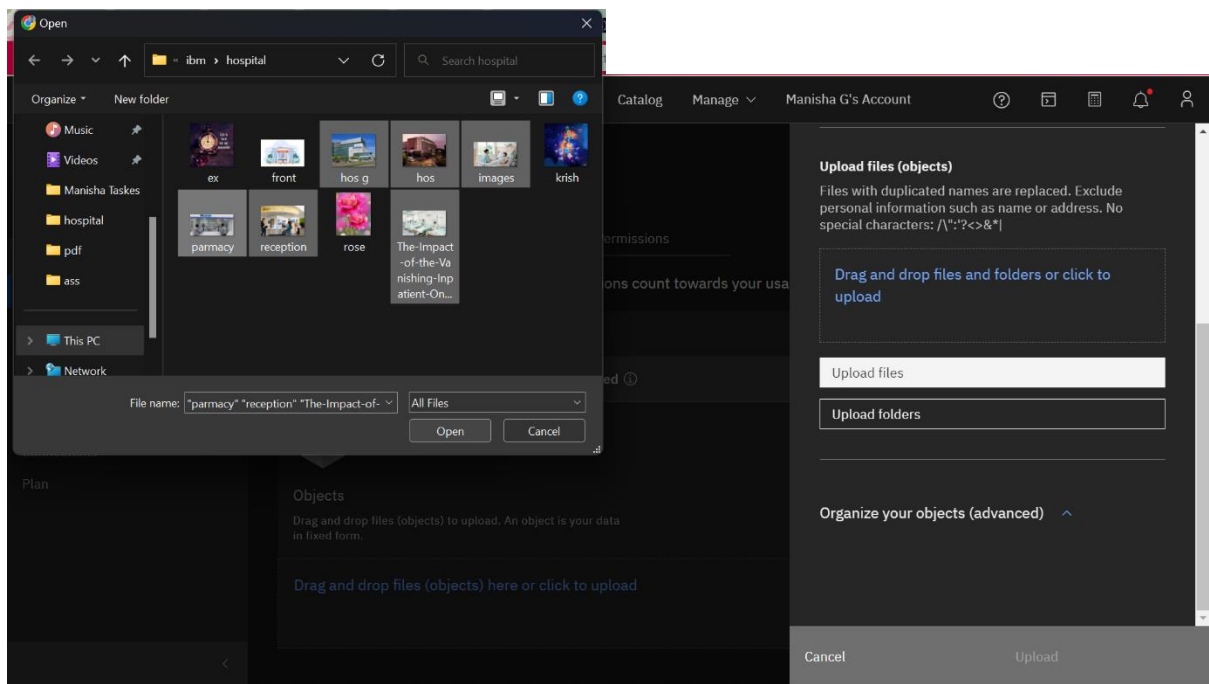 Open
« ibm › hospital
Search hospital
Organize
New folder
Music
Videos
Manisha Taskes
hospital
pdf
ass
This PC
Network
ex
front
hos g
hos
images
krish
parmacy
reception
rose
The-Impact
-of-the-Va
nishing-Inp
atient-On...
File name:
"parmacy" "reception" "The-Impact-of-
All Files
Open
Cancel
Catalog
Manage
Manisha G's Account
ermissions
ons count towards your usa
ed
Plan
Objects
Drag and drop files (objects) to upload. An object is your data
in fixed form.
Drag and drop files (objects) here or click to upload
Upload files (objects)
Files with duplicated names are replaced. Exclude
personal information such as name or address. No
special characters: /\":'?<>&*|
Drag and drop files and folders or click to
upload
Upload files
Upload folders
Organize your objects (advanced)
Cancel
Upload